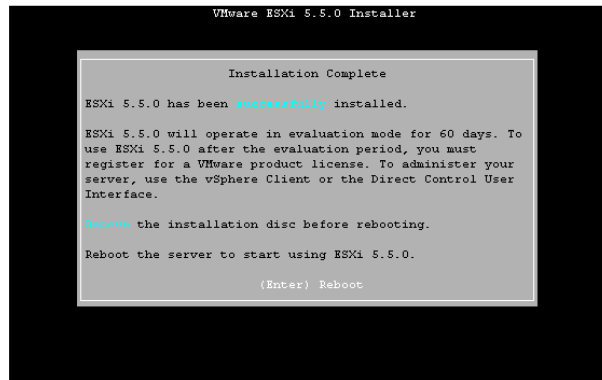 VMware ESXi 5.5.0 Installer
Installation Complete
ESXi 5.5.0 has been successfully installed.
ESXi 5.5.0 will operate in evaluation mode for 60 days. To
use ESXi 5.5.0 after the evaluation period, you must
register for a VMware product license. To administer your
server, use the vSphere Client or the Direct Control User
Interface.
Remove the installation disc before rebooting.
Reboot the server to start using ESXi 5.5.0.
(Enter) Reboot